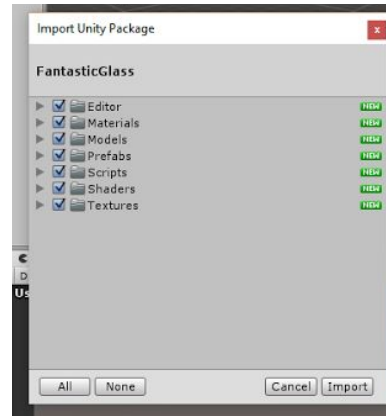 Import Unity Package
x
FantasticGlass
Editor NEW
Materials NEW
Models NEW
Prefabs NEW
Scripts NEW
Shaders NEW
Textures NEW
D
Us
All None Cancel Import